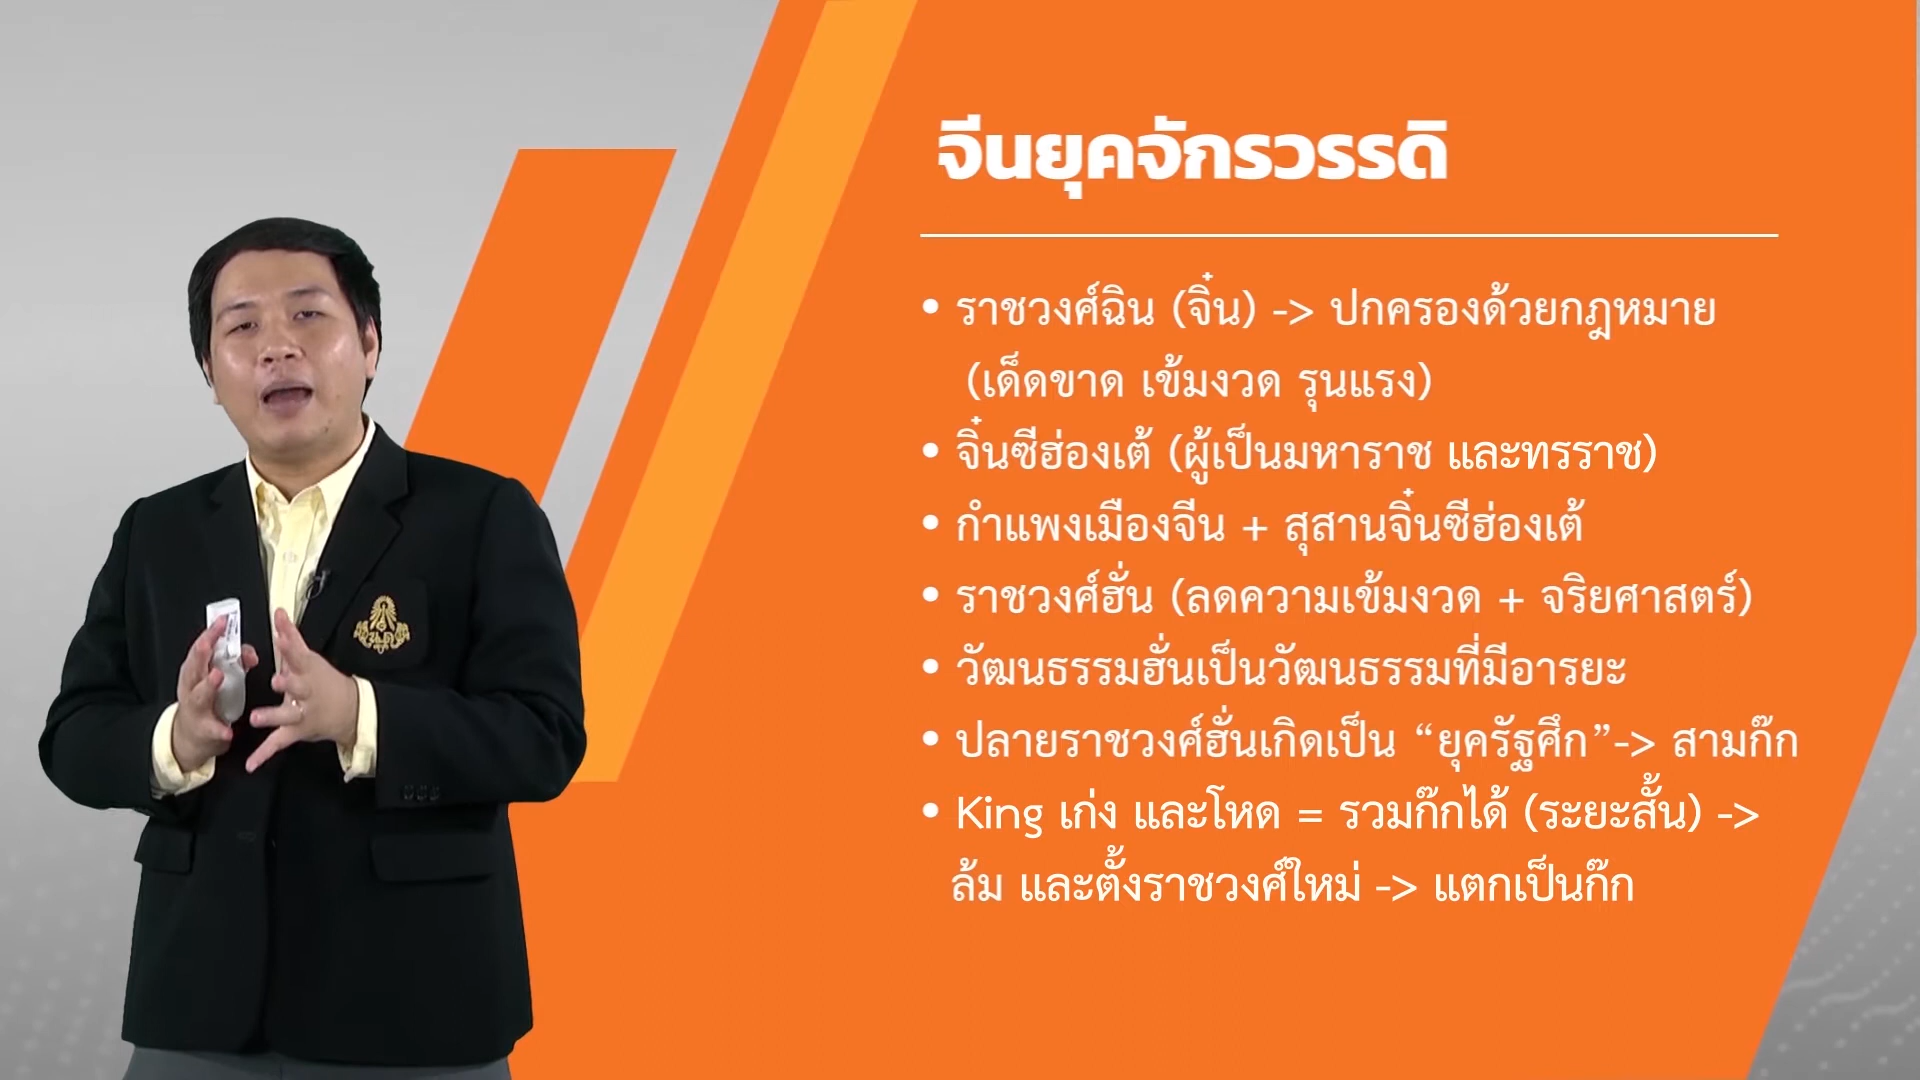 จีนยุคจักรวรรดิ
• ราชวงศ์ฉิน (จิ๋น) -> ปกครองด้วยกฎหมาย
(เด็ดขาด เข้มงวด รุนแรง)
• จิ๋นซีฮ่องเต้ (ผู้เป็นมหาราช และทรราช)
• กำแพงเมืองจีน + สุสานจิ๋นซีฮ่องเต้
• ราชวงศ์ฮั่น (ลดความเข้มงวด + จริยศาสตร์)
• วัฒนธรรมฮั่นเป็นวัฒนธรรมที่มีอารยะ
• ปลายราชวงศ์ฮั่นเกิดเป็น “ยุครัฐศึก”-> สามก๊ก
• King เก่ง และโหด = รวมก๊กได้ (ระยะสั้น) ->
ล้ม และตั้งราชวงศ์ใหม่ -> แตกเป็นก๊ก